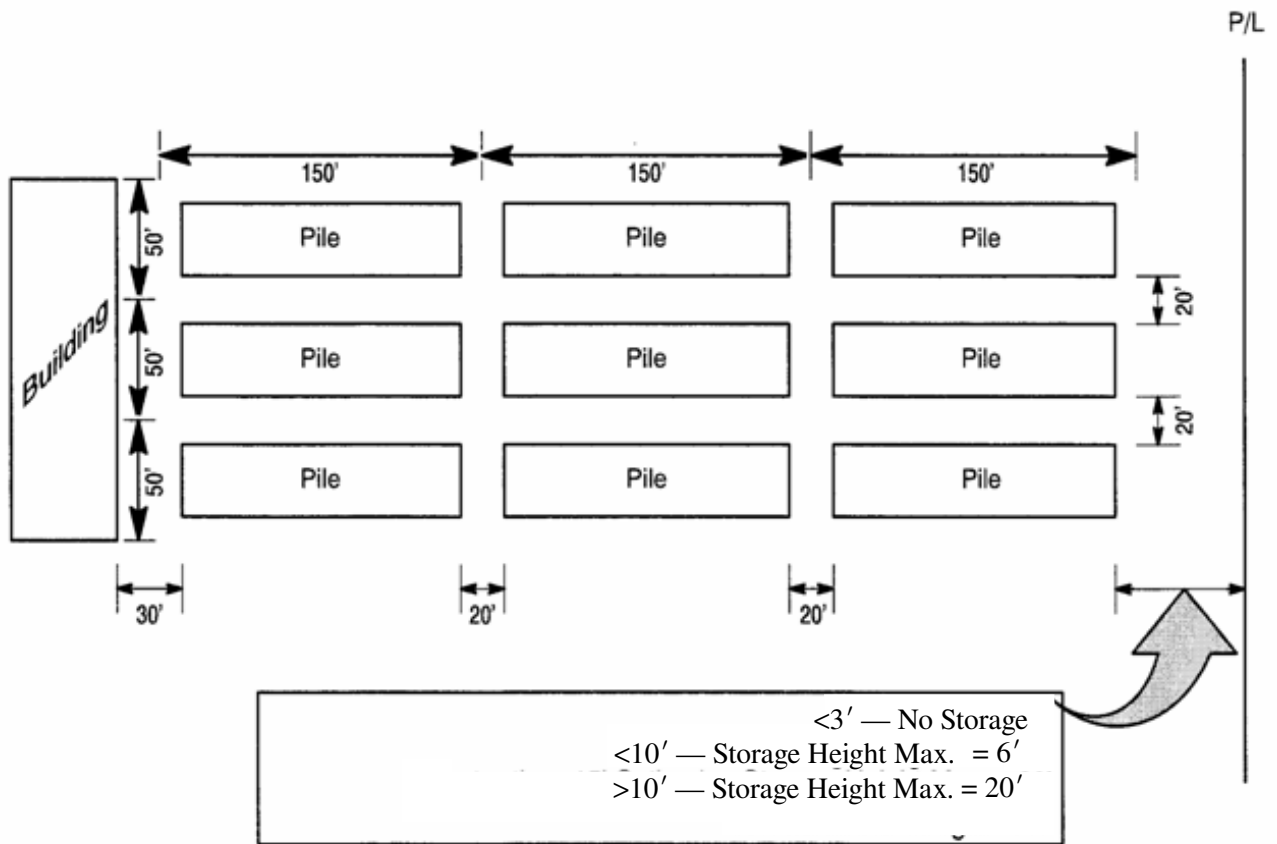 P/L
150' 150' 150'
Building
50'
50'
50'
Pile Pile Pile
20'
Pile Pile Pile
20'
Pile Pile Pile
30' 20' 20'
<3′ — No Storage
<10′ — Storage Height Max. = 6′
>10′ — Storage Height Max. = 20′